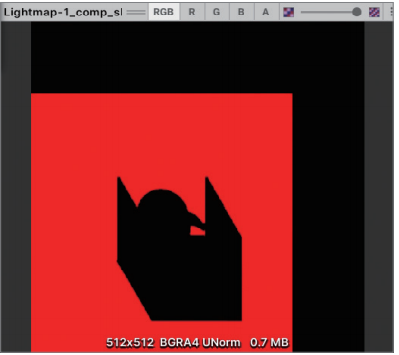 Lightmap-1_comp_sl RGB R G B A
512x512 BGRA4 UNorm 0.7 MB